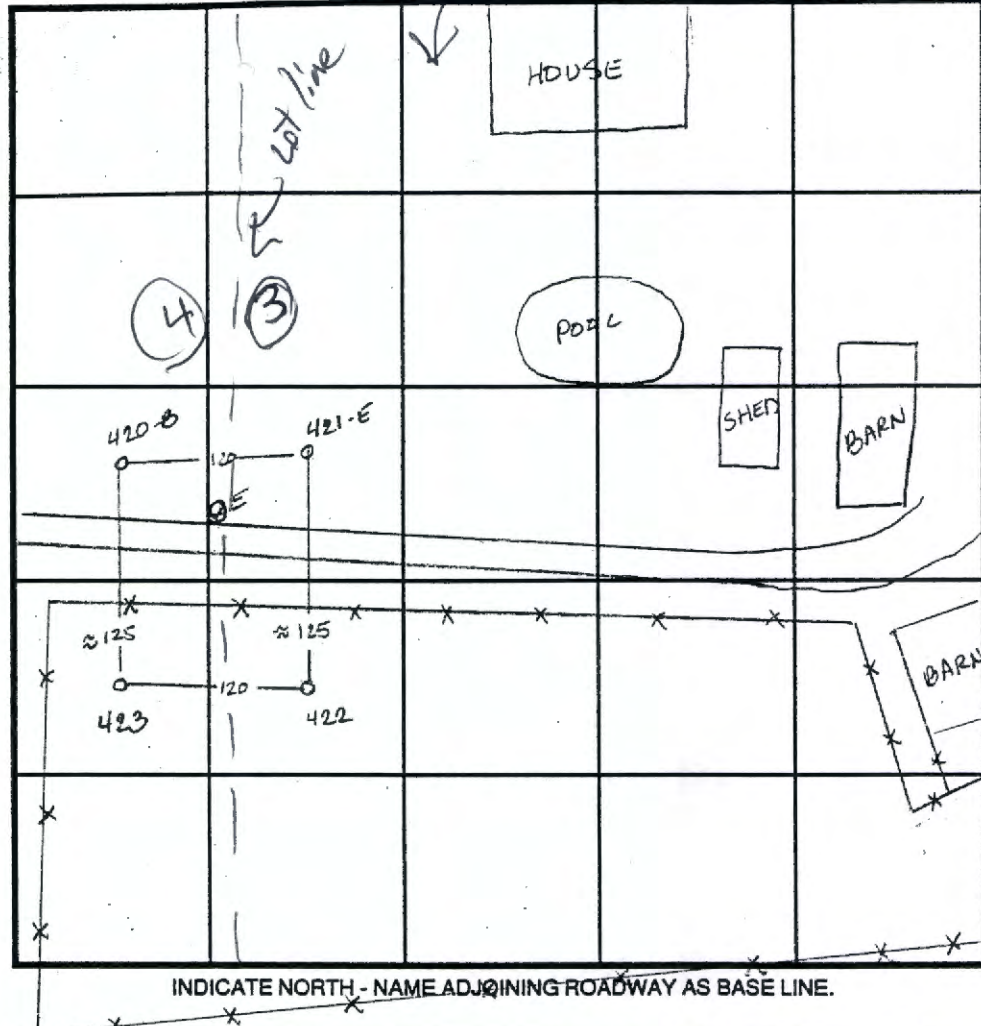 HOUSE
lot line
4
3
POOL
SHED
BARN
420-B
421-E
120
E
≈125
≈125
BARN
120
423
422
INDICATE NORTH - NAME ADJOINING ROADWAY AS BASE LINE.